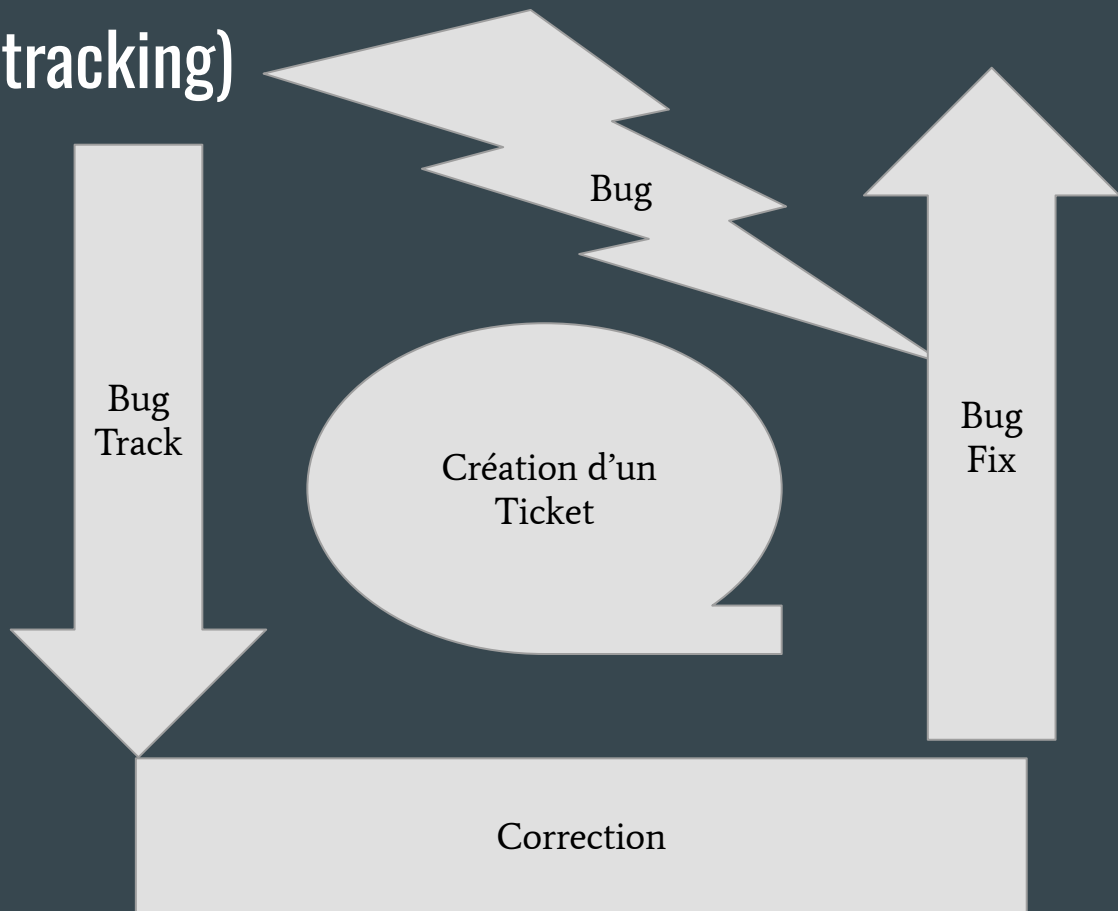 tracking)
Bug
Bug
Track
Création d’un
Ticket
Bug
Fix
Correction